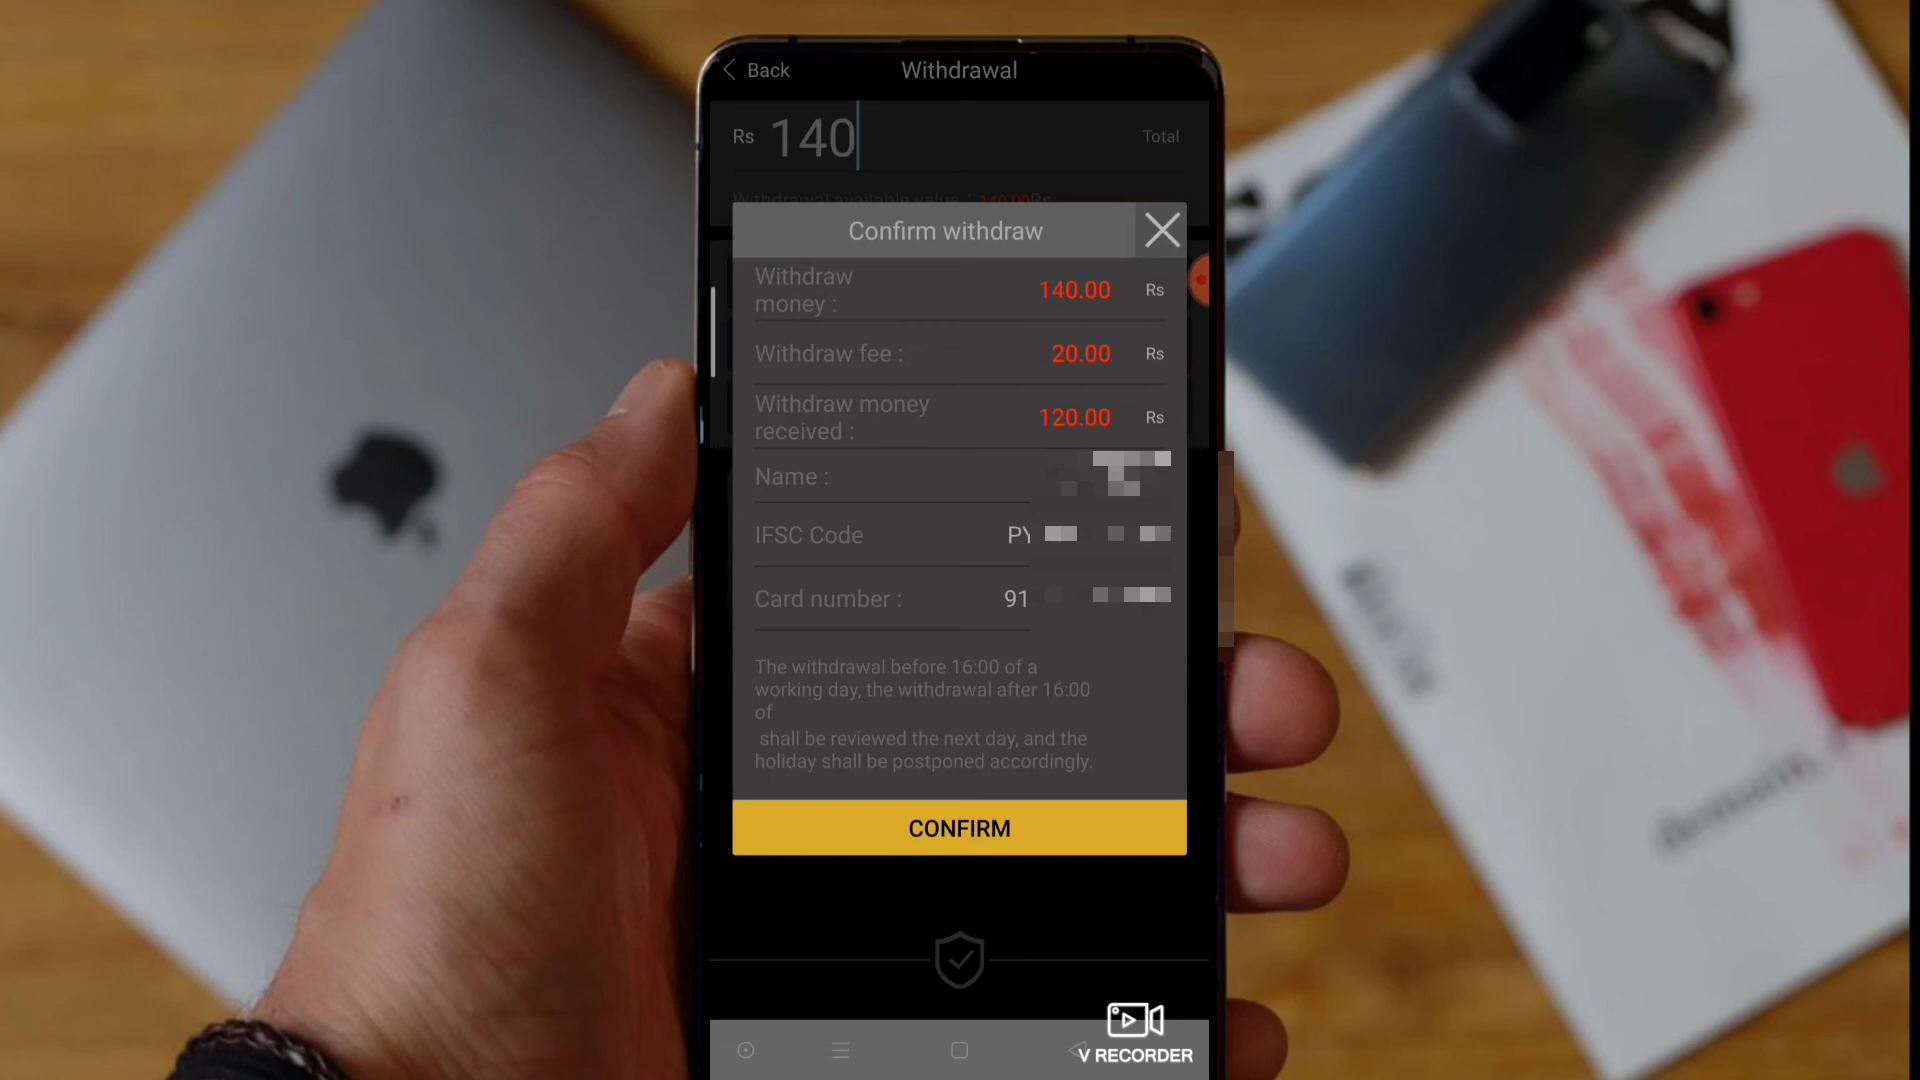 Back
Withdrawal
Rs 140
Total
Withdrawal available value : 140.00Rs
Confirm withdraw
Withdraw
money :
140.00 Rs
Withdraw fee :
20.00 Rs
Withdraw money
received :
120.00 Rs
Name :
IFSC Code
PY
Card number :
91
The withdrawal before 16:00 of a
working day, the withdrawal after 16:00
of
shall be reviewed the next day, and the
holiday shall be postponed accordingly.
CONFIRM
V RECORDER